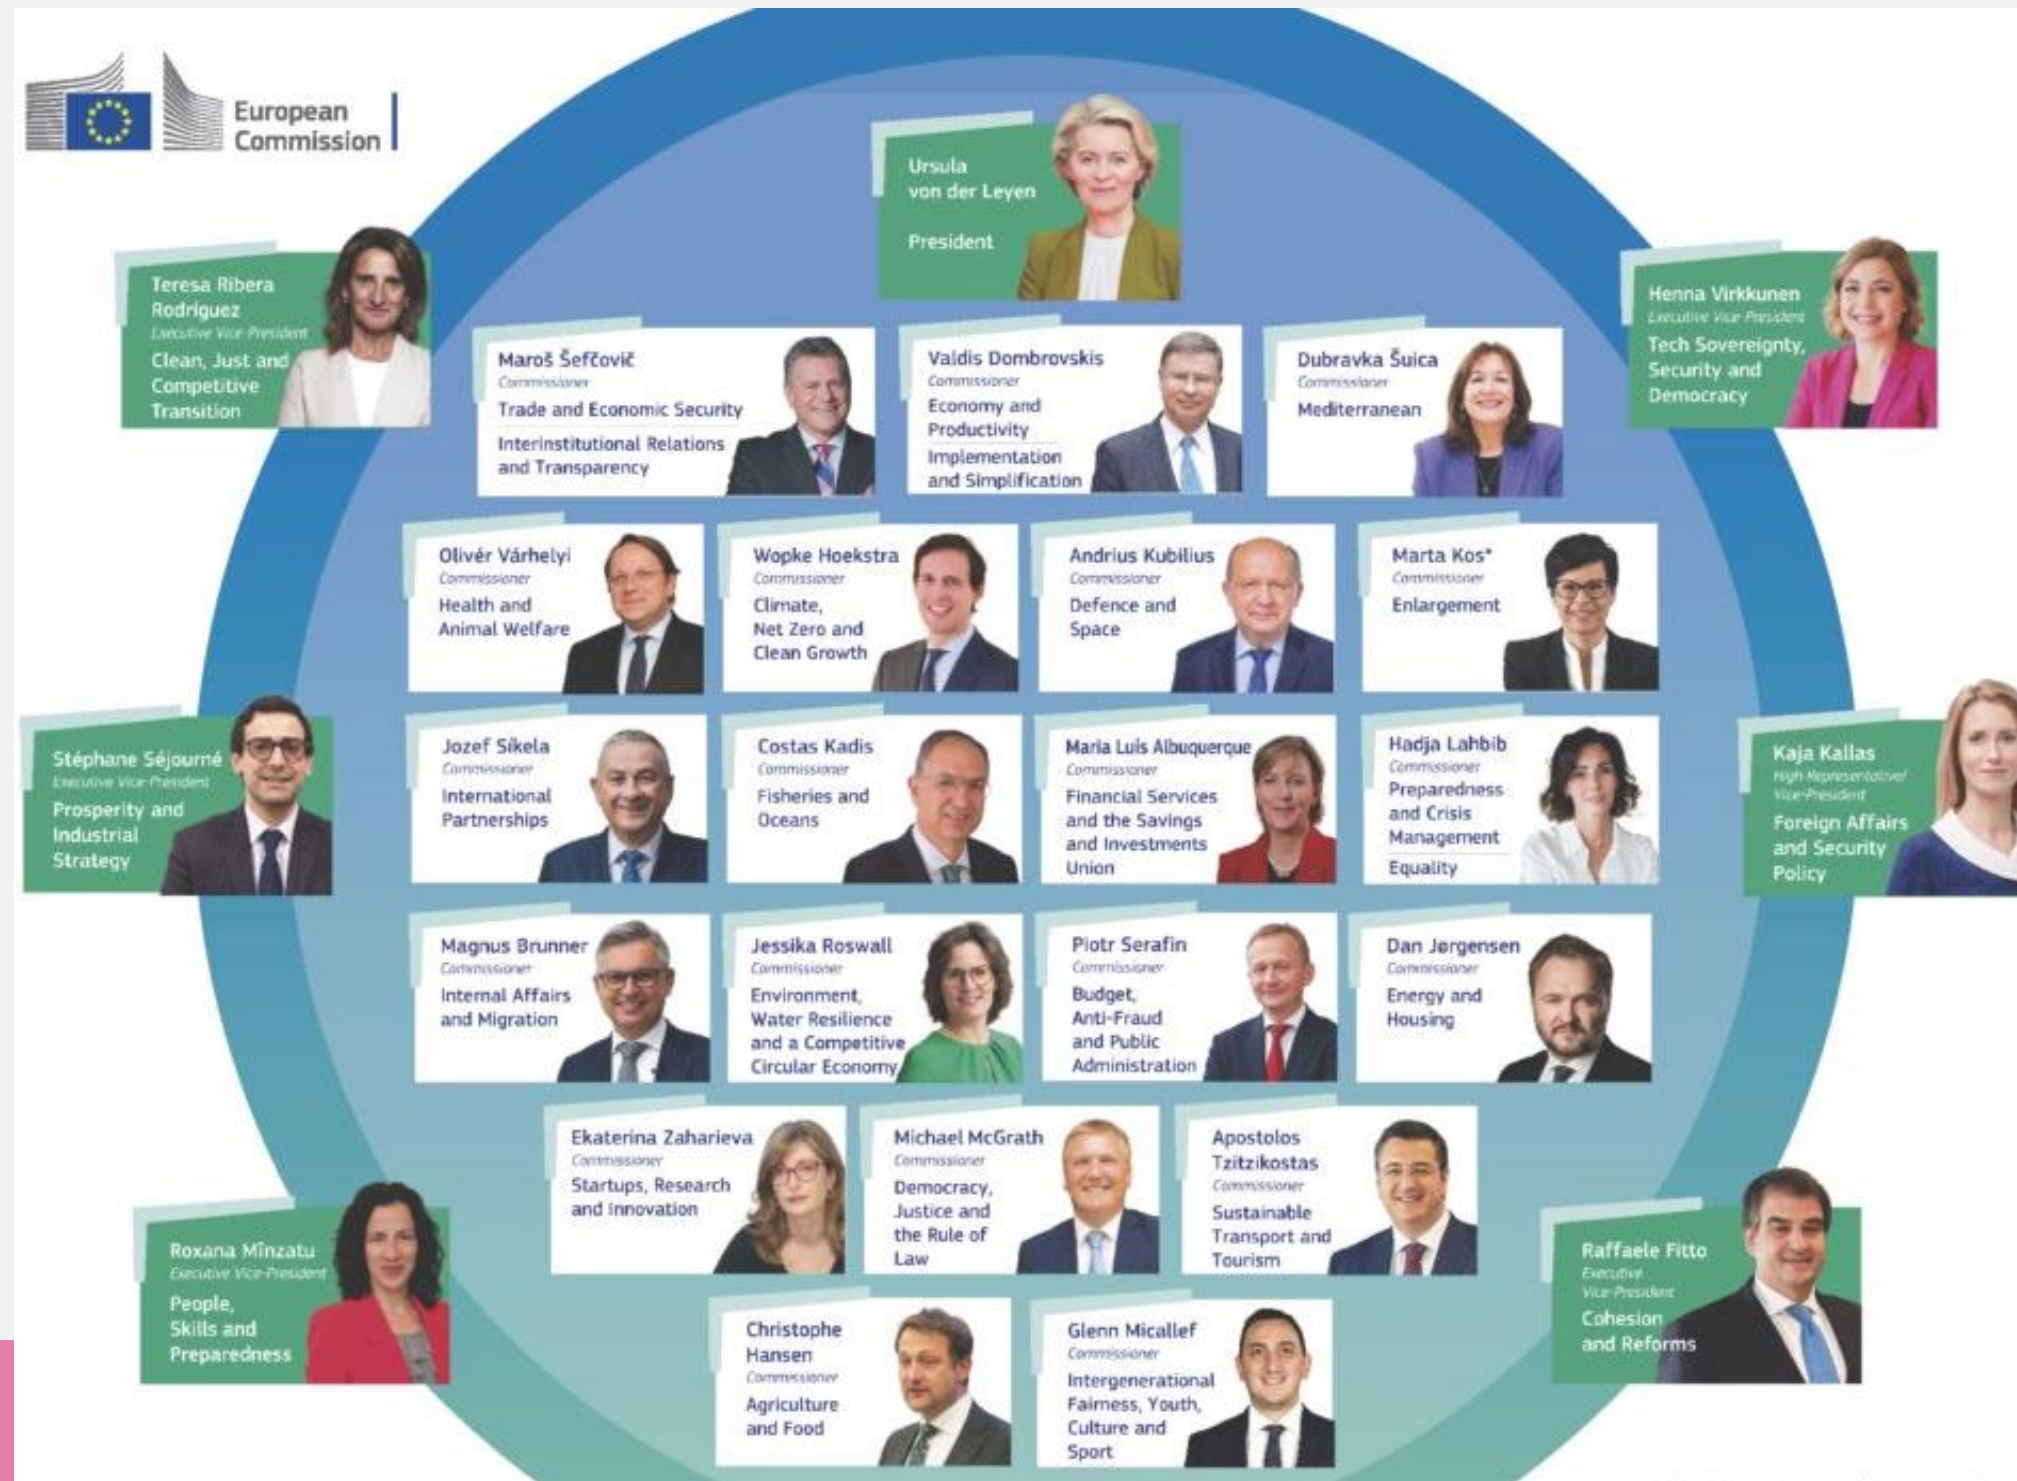 European
Commission
Ursula
von der Leyen
President
Teresa Ribera
Rodríguez
Executive Vice-President
Clean, Just and
Competitive
Transition
Henna Virkkunen
Executive Vice-President
Tech Sovereignty,
Security and
Democracy
Maroš Šefčovič
Commissioner
Trade and Economic Security
Interinstitutional Relations
and Transparency
Valdis Dombrovskis
Commissioner
Economy and
Productivity
Implementation
and Simplification
Dubravka Šuica
Commissioner
Mediterranean
Olivér Várhelyi
Commissioner
Health and
Animal Welfare
Wopke Hoekstra
Commissioner
Climate,
Net Zero and
Clean Growth
Andrius Kubilius
Commissioner
Defence and
Space
Marta Kos*
Commissioner
Enlargement
Stéphane Séjourné
Executive Vice-President
Prosperity and
Industrial
Strategy
Jozef Síkela
Commissioner
International
Partnerships
Costas Kadis
Commissioner
Fisheries and
Oceans
Maria Luís Albuquerque
Commissioner
Financial Services
and the Savings
and Investments
Union
Hadja Lahbib
Commissioner
Preparedness
and Crisis
Management
Equality
Kaja Kallas
High Representative/
Vice-President
Foreign Affairs
and Security
Policy
Magnus Brunner
Commissioner
Internal Affairs
and Migration
Jessika Roswall
Commissioner
Environment,
Water Resilience
and a Competitive
Circular Economy
Piotr Serafin
Commissioner
Budget,
Anti-Fraud
and Public
Administration
Dan Jørgensen
Commissioner
Energy and
Housing
Ekaterina Zaharieva
Commissioner
Startups, Research
and Innovation
Michael McGrath
Commissioner
Democracy,
Justice and
the Rule of
Law
Apostolos
Tzitzikostas
Commissioner
Sustainable
Transport and
Tourism
Roxana Mînzatu
Executive Vice-President
People,
Skills and
Preparedness
Raffaele Fitto
Executive
Vice-President
Cohesion
and Reforms
Christophe
Hansen
Commissioner
Agriculture
and Food
Glenn Micallef
Commissioner
Intergenerational
Fairness, Youth,
Culture and
Sport